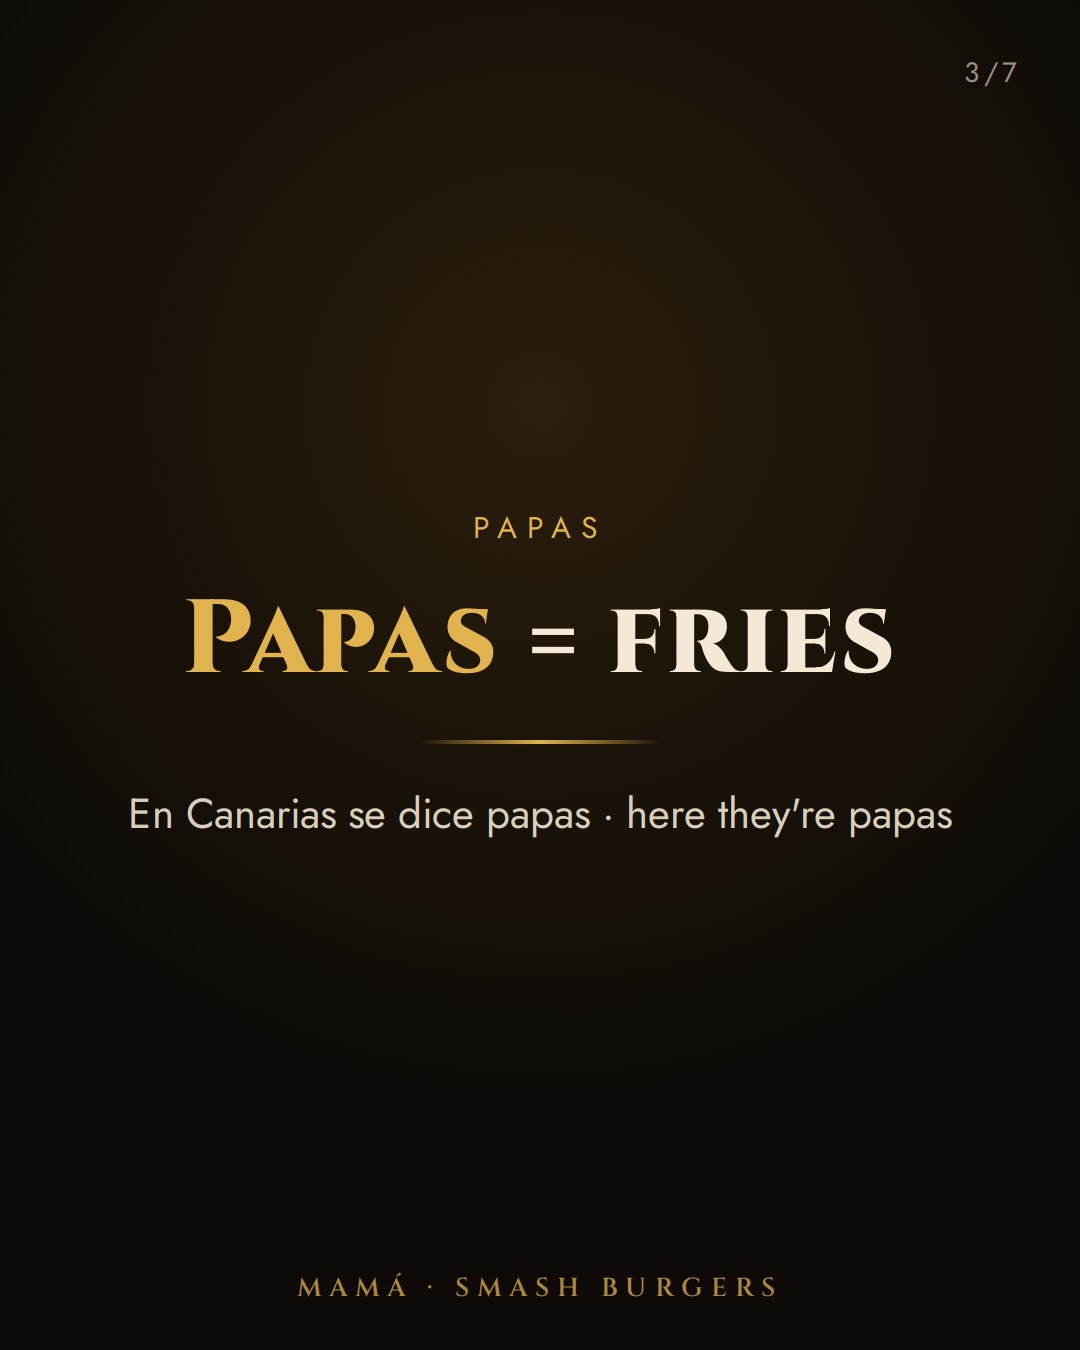 3/7
PAPAS
PAPAS = FRIES
En Canarias se dice papas · here they're papas
MAMÁ · SMASH BURGERS